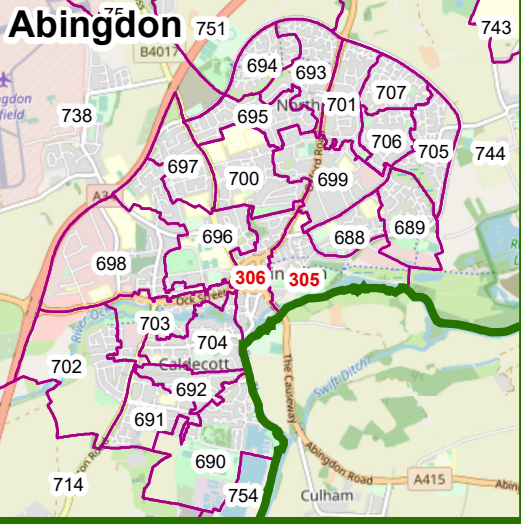 Abingdon
751
743
B4017
694
693
707
North
701
738
695
706
705
744
697
700
699
696
688
689
698
306
305
Ock Street
703
704
702
Caldecott
692
The Causeway
Swift Ditch
691
690
Abingdon Road
A415
714
754
Culham